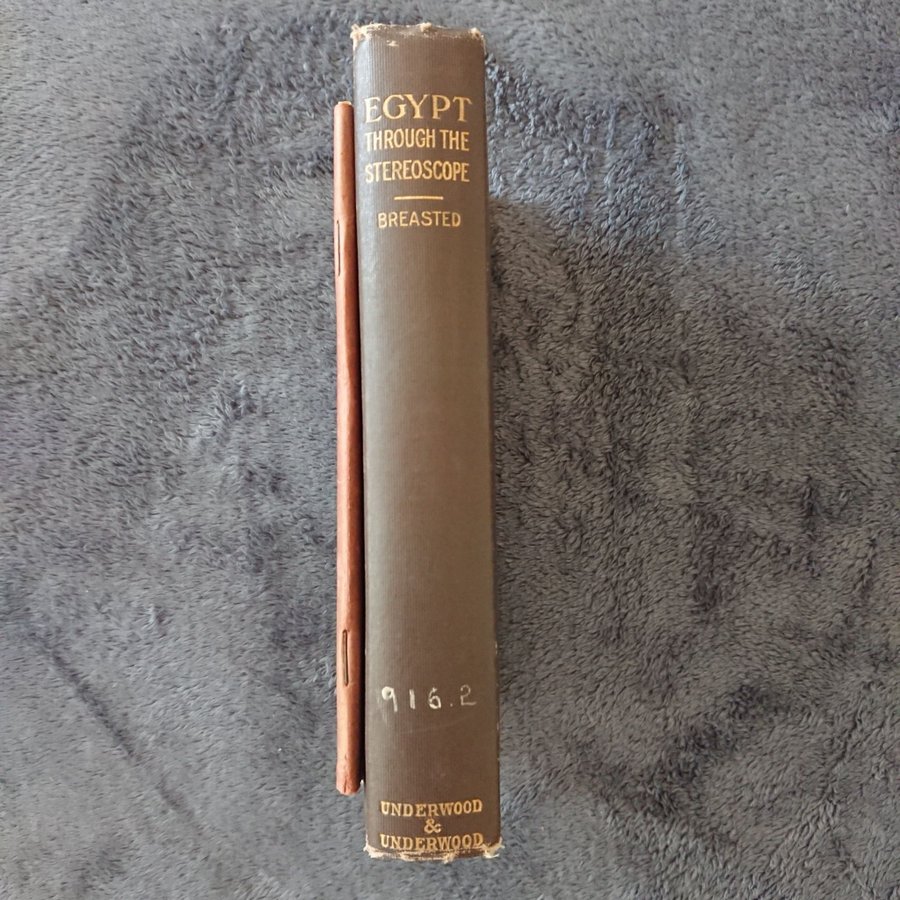 EGYPT
THROUGH THE
STEREOSCOPE
BREASTED
916.2
UNDERWOOD
&
UNDERWOOD